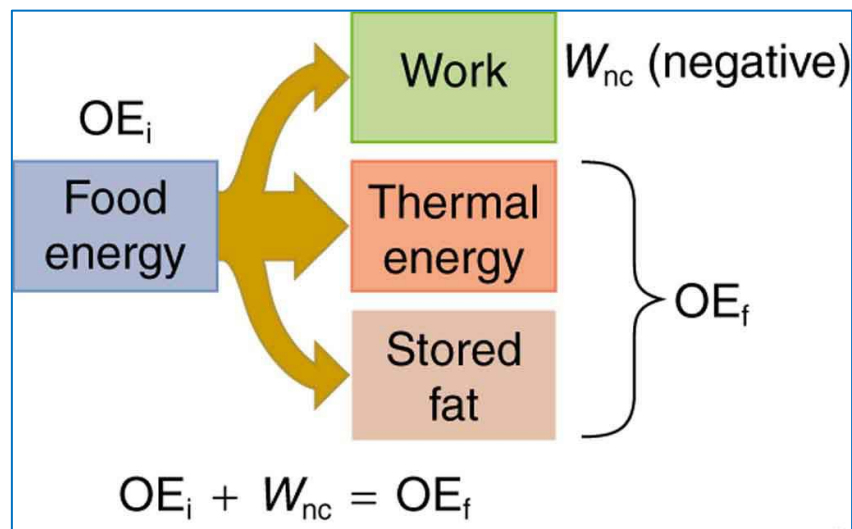 Work
W_nc (negative)
OE_i
Food
energy
Thermal
energy
OE_f
Stored
fat
OE_i + W_nc = OE_f